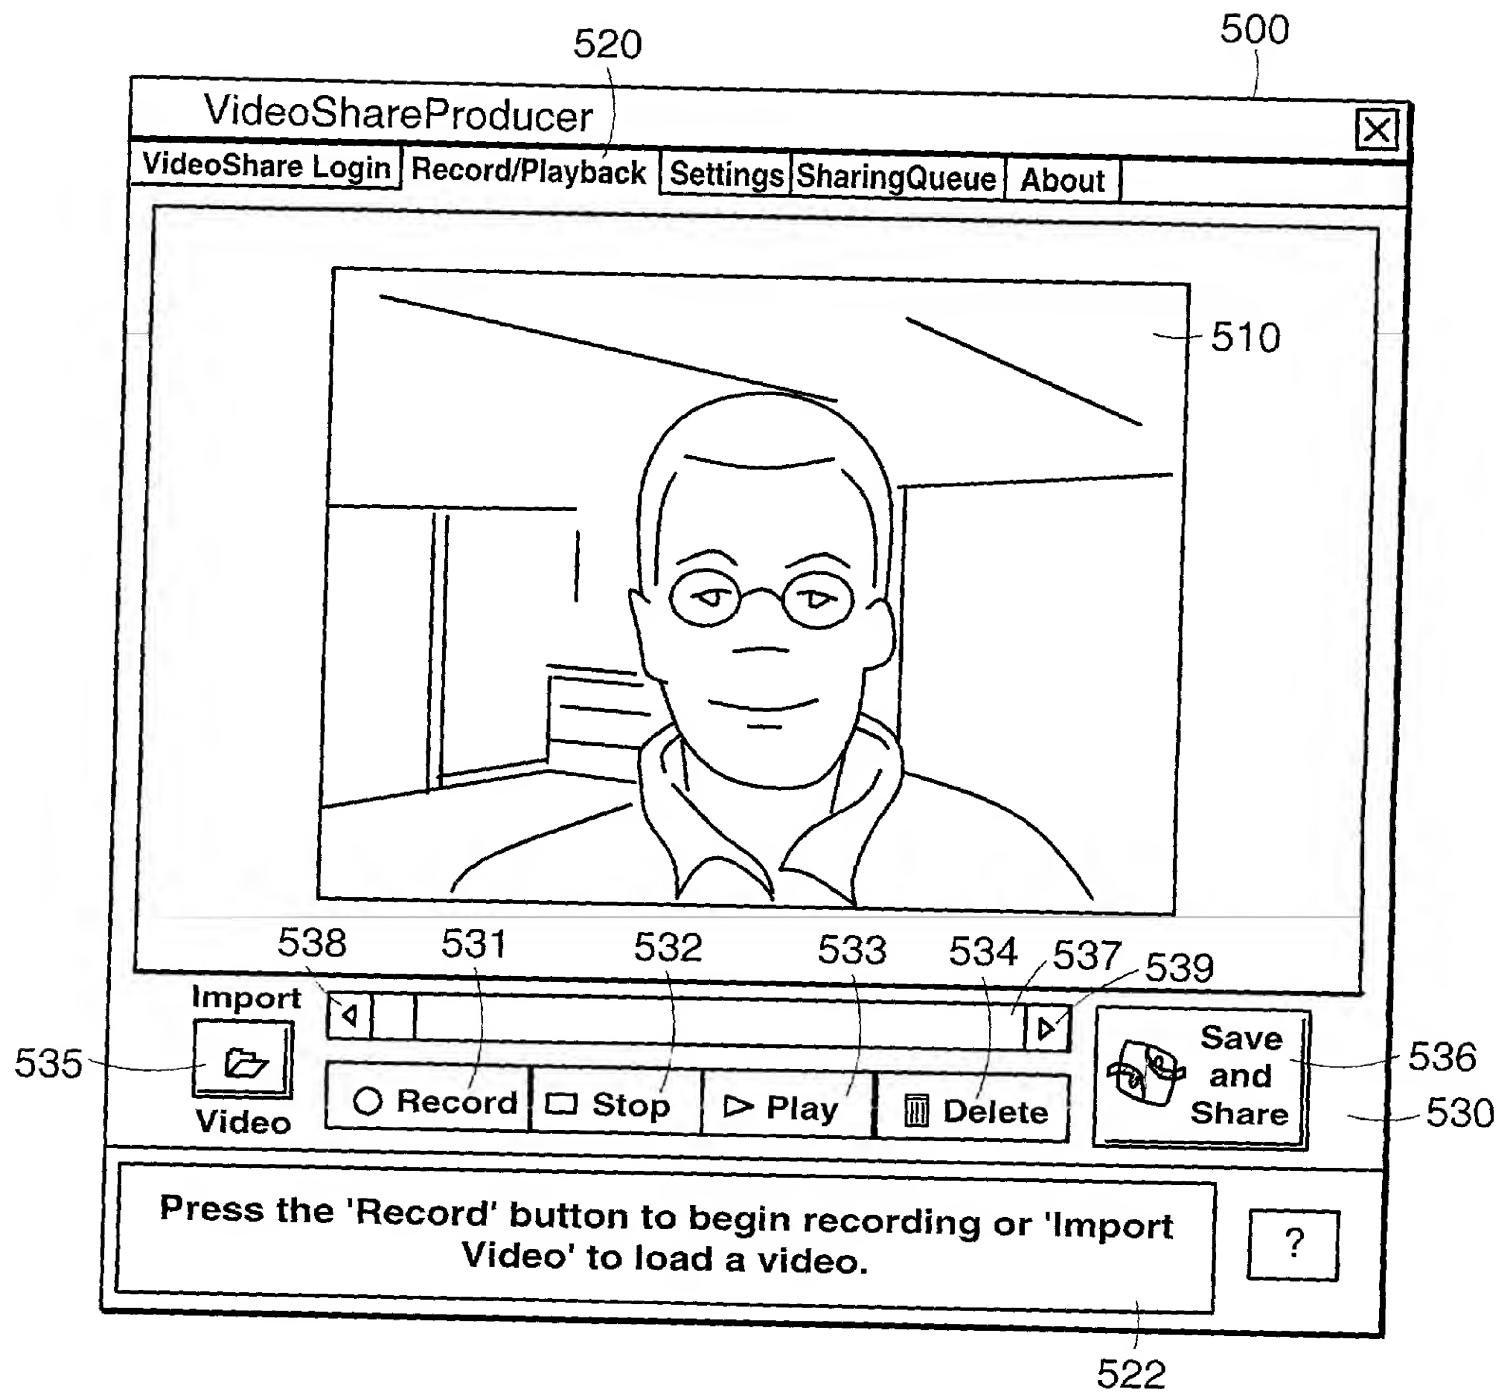 520
500
VideoShareProducer
VideoShare Login Record/Playback Settings SharingQueue About
510
538 531 532 533 534 537 539
Import
535
Video
Record Stop Play Delete
Save
and
Share
536
530
Press the 'Record' button to begin recording or 'Import
Video' to load a video.
?
522